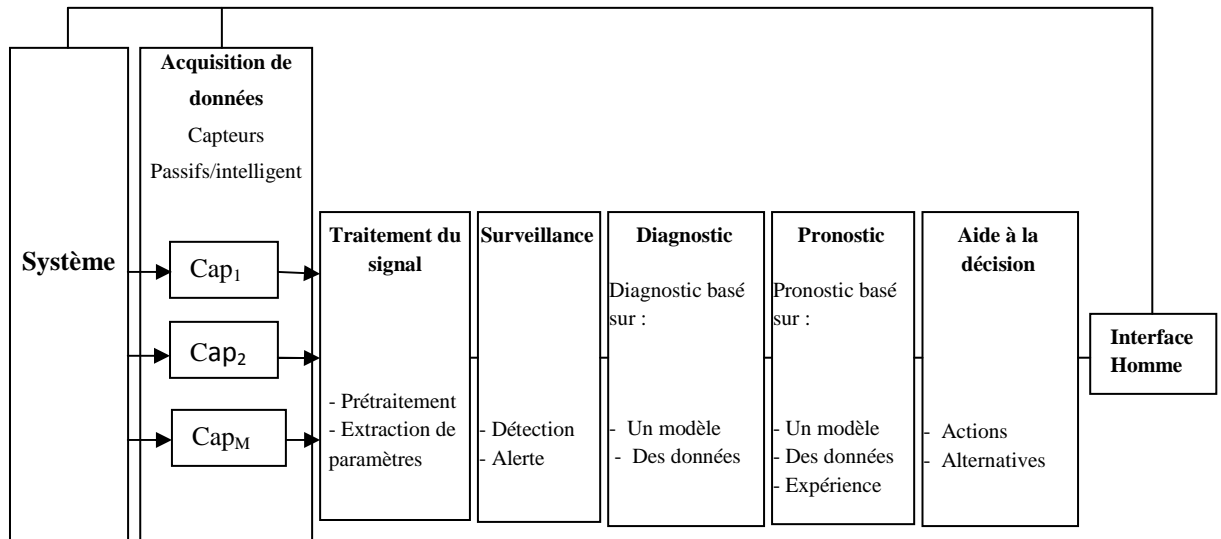 Système
Acquisition de
données
Capteurs
Passifs/intelligent
Cap₁
Cap₂
Cap_M
Traitement du
signal
- Prétraitement
- Extraction de
paramètres
Surveillance
- Détection
- Alerte
Diagnostic
Diagnostic basé
sur :
- Un modèle
- Des données
Pronostic
Pronostic basé
sur :
- Un modèle
- Des données
- Expérience
Aide à la
décision
- Actions
- Alternatives
Interface
Homme